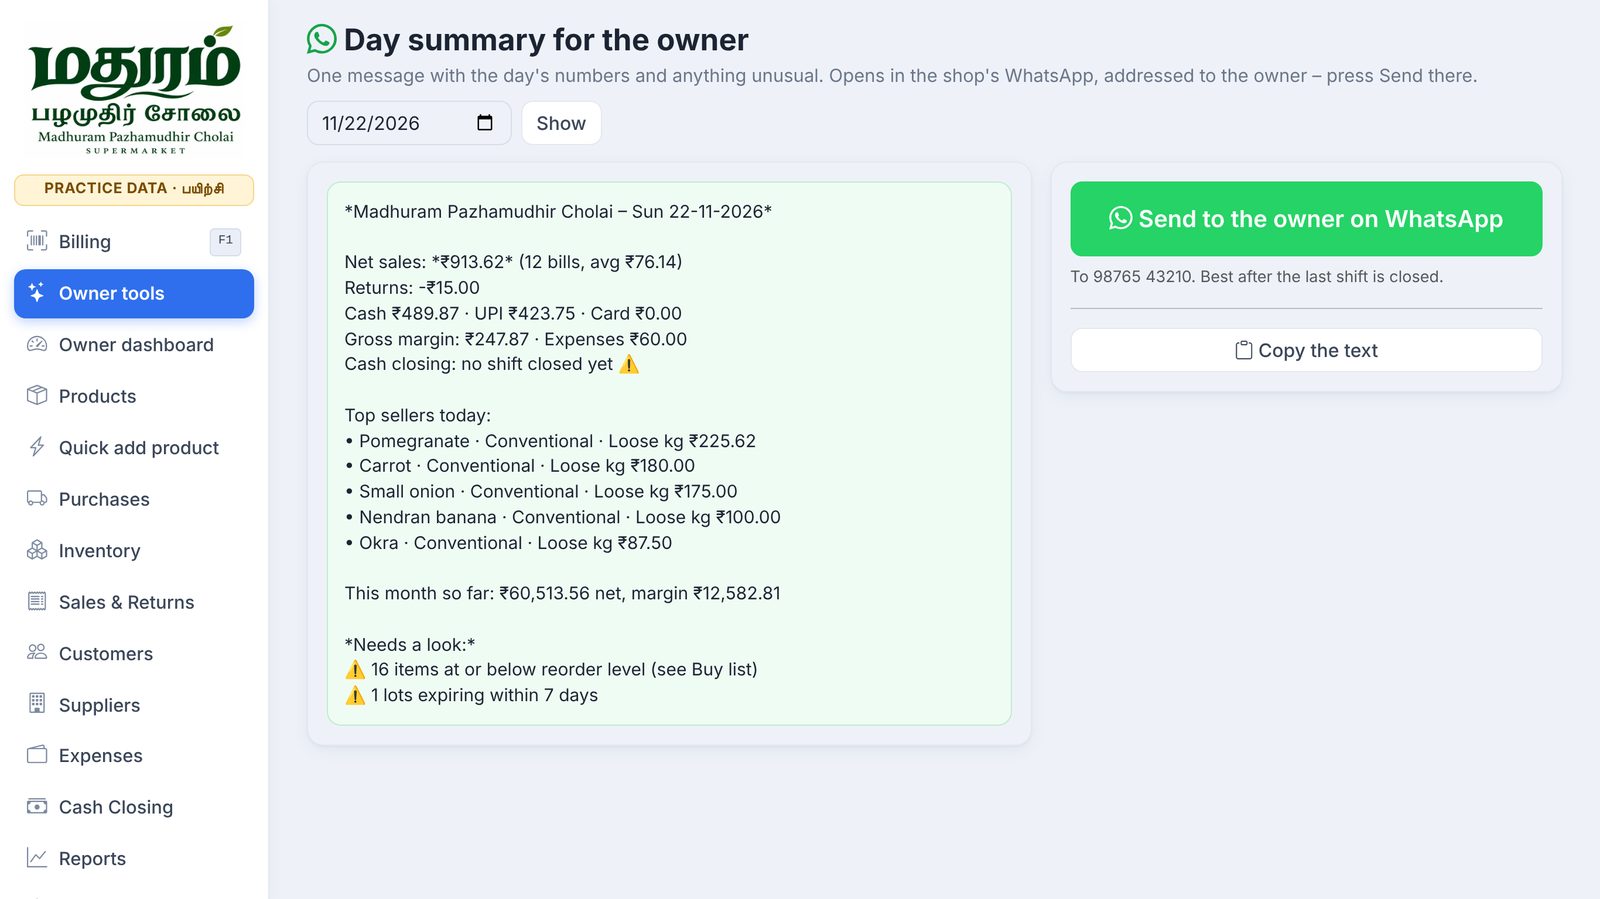 மதுரம்
பழமுதிர் சோலை
Madhuram Pazhamudhir Cholai
SUPERMARKET
PRACTICE DATA · பயிற்சி
Billing F1
Owner tools
Owner dashboard
Products
Quick add product
Purchases
Inventory
Sales & Returns
Customers
Suppliers
Expenses
Cash Closing
Reports
Day summary for the owner
One message with the day's numbers and anything unusual. Opens in the shop's WhatsApp, addressed to the owner – press Send there.
11/22/2026 Show
*Madhuram Pazhamudhir Cholai – Sun 22-11-2026*
Net sales: *₹913.62* (12 bills, avg ₹76.14)
Returns: -₹15.00
Cash ₹489.87 · UPI ₹423.75 · Card ₹0.00
Gross margin: ₹247.87 · Expenses ₹60.00
Cash closing: no shift closed yet ⚠️
Top sellers today:
• Pomegranate · Conventional · Loose kg ₹225.62
• Carrot · Conventional · Loose kg ₹180.00
• Small onion · Conventional · Loose kg ₹175.00
• Nendran banana · Conventional · Loose kg ₹100.00
• Okra · Conventional · Loose kg ₹87.50
This month so far: ₹60,513.56 net, margin ₹12,582.81
*Needs a look:*
⚠️ 16 items at or below reorder level (see Buy list)
⚠️ 1 lots expiring within 7 days
Send to the owner on WhatsApp
To 98765 43210. Best after the last shift is closed.
Copy the text